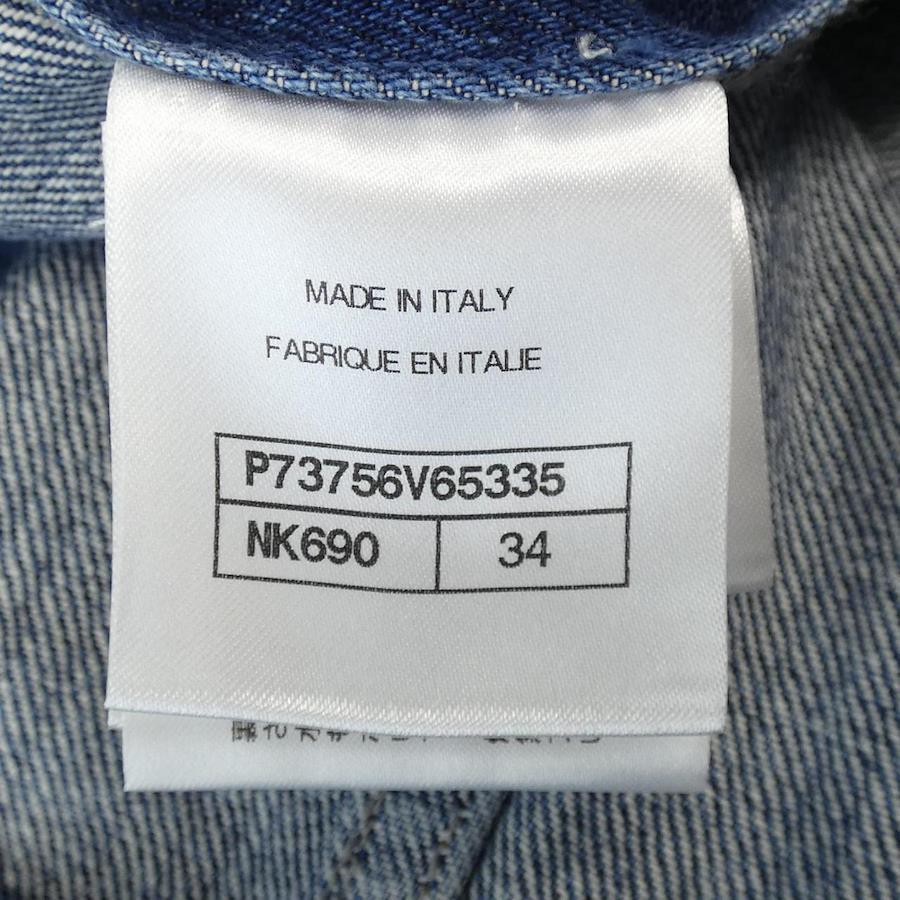 MADE IN ITALY
FABRIQUE EN ITALIE
P73756V65335
NK690 34